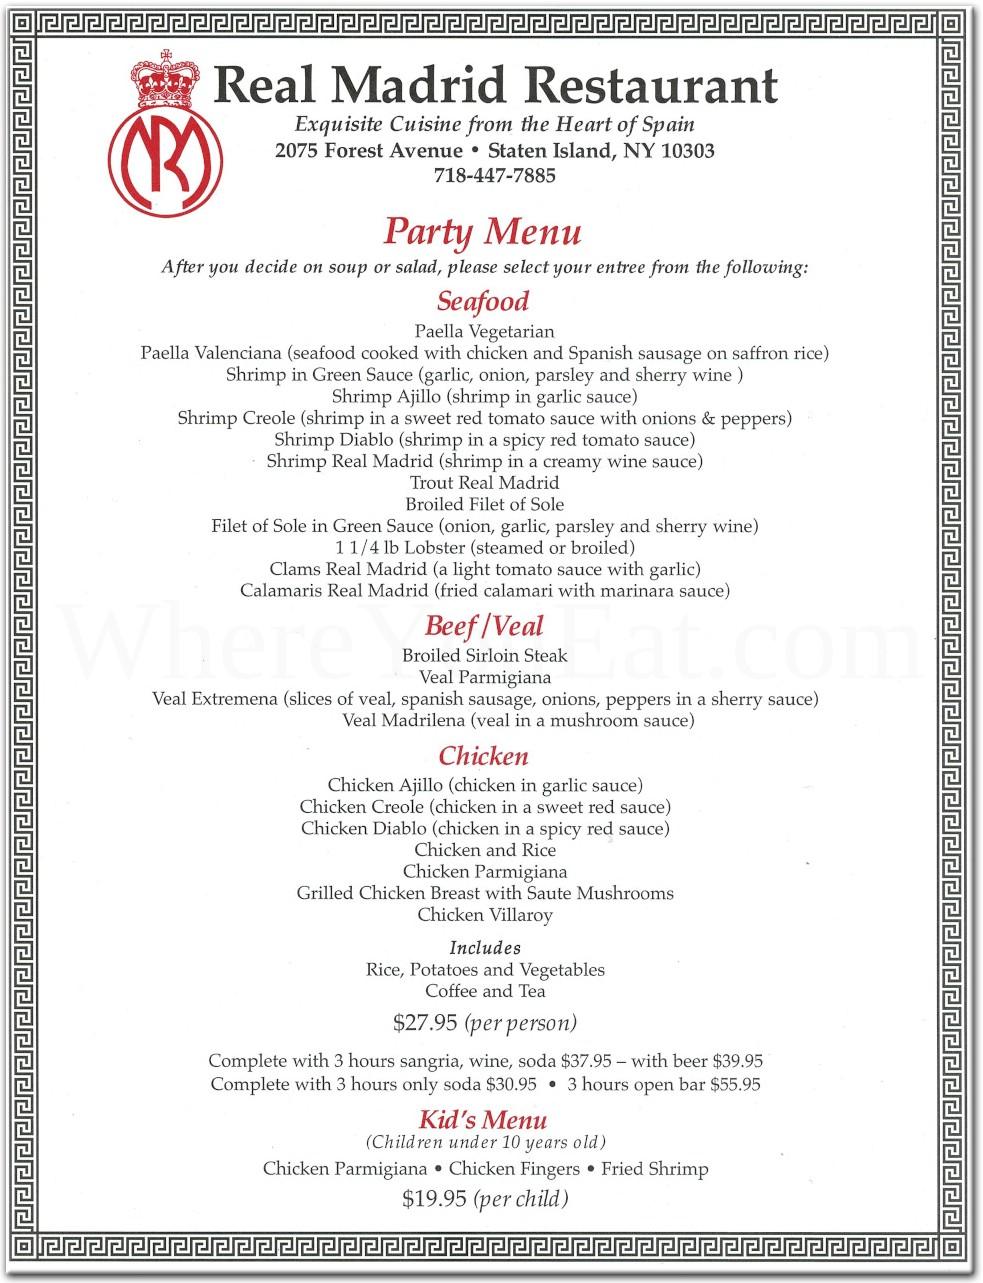 Real Madrid Restaurant
Exquisite Cuisine from the Heart of Spain
2075 Forest Avenue • Staten Island, NY 10303
718-447-7885
Party Menu
After you decide on soup or salad, please select your entree from the following:
Seafood
Paella Vegetarian
Paella Valenciana (seafood cooked with chicken and Spanish sausage on saffron rice)
Shrimp in Green Sauce (garlic, onion, parsley and sherry wine )
Shrimp Ajillo (shrimp in garlic sauce)
Shrimp Creole (shrimp in a sweet red tomato sauce with onions & peppers)
Shrimp Diablo (shrimp in a spicy red tomato sauce)
Shrimp Real Madrid (shrimp in a creamy wine sauce)
Trout Real Madrid
Broiled Filet of Sole
Filet of Sole in Green Sauce (onion, garlic, parsley and sherry wine)
1 1/4 lb Lobster (steamed or broiled)
Clams Real Madrid (a light tomato sauce with garlic)
Calamaris Real Madrid (fried calamari with marinara sauce)
WhereYouEat.com
Beef/Veal
Broiled Sirloin Steak
Veal Parmigiana
Veal Extremena (slices of veal, spanish sausage, onions, peppers in a sherry sauce)
Veal Madrilena (veal in a mushroom sauce)
Chicken
Chicken Ajillo (chicken in garlic sauce)
Chicken Creole (chicken in a sweet red sauce)
Chicken Diablo (chicken in a spicy red sauce)
Chicken and Rice
Chicken Parmigiana
Grilled Chicken Breast with Saute Mushrooms
Chicken Villaroy
Includes
Rice, Potatoes and Vegetables
Coffee and Tea
$27.95 (per person)
Complete with 3 hours sangria, wine, soda $37.95 – with beer $39.95
Complete with 3 hours only soda $30.95 • 3 hours open bar $55.95
Kid's Menu
(Children under 10 years old)
Chicken Parmigiana • Chicken Fingers • Fried Shrimp
$19.95 (per child)